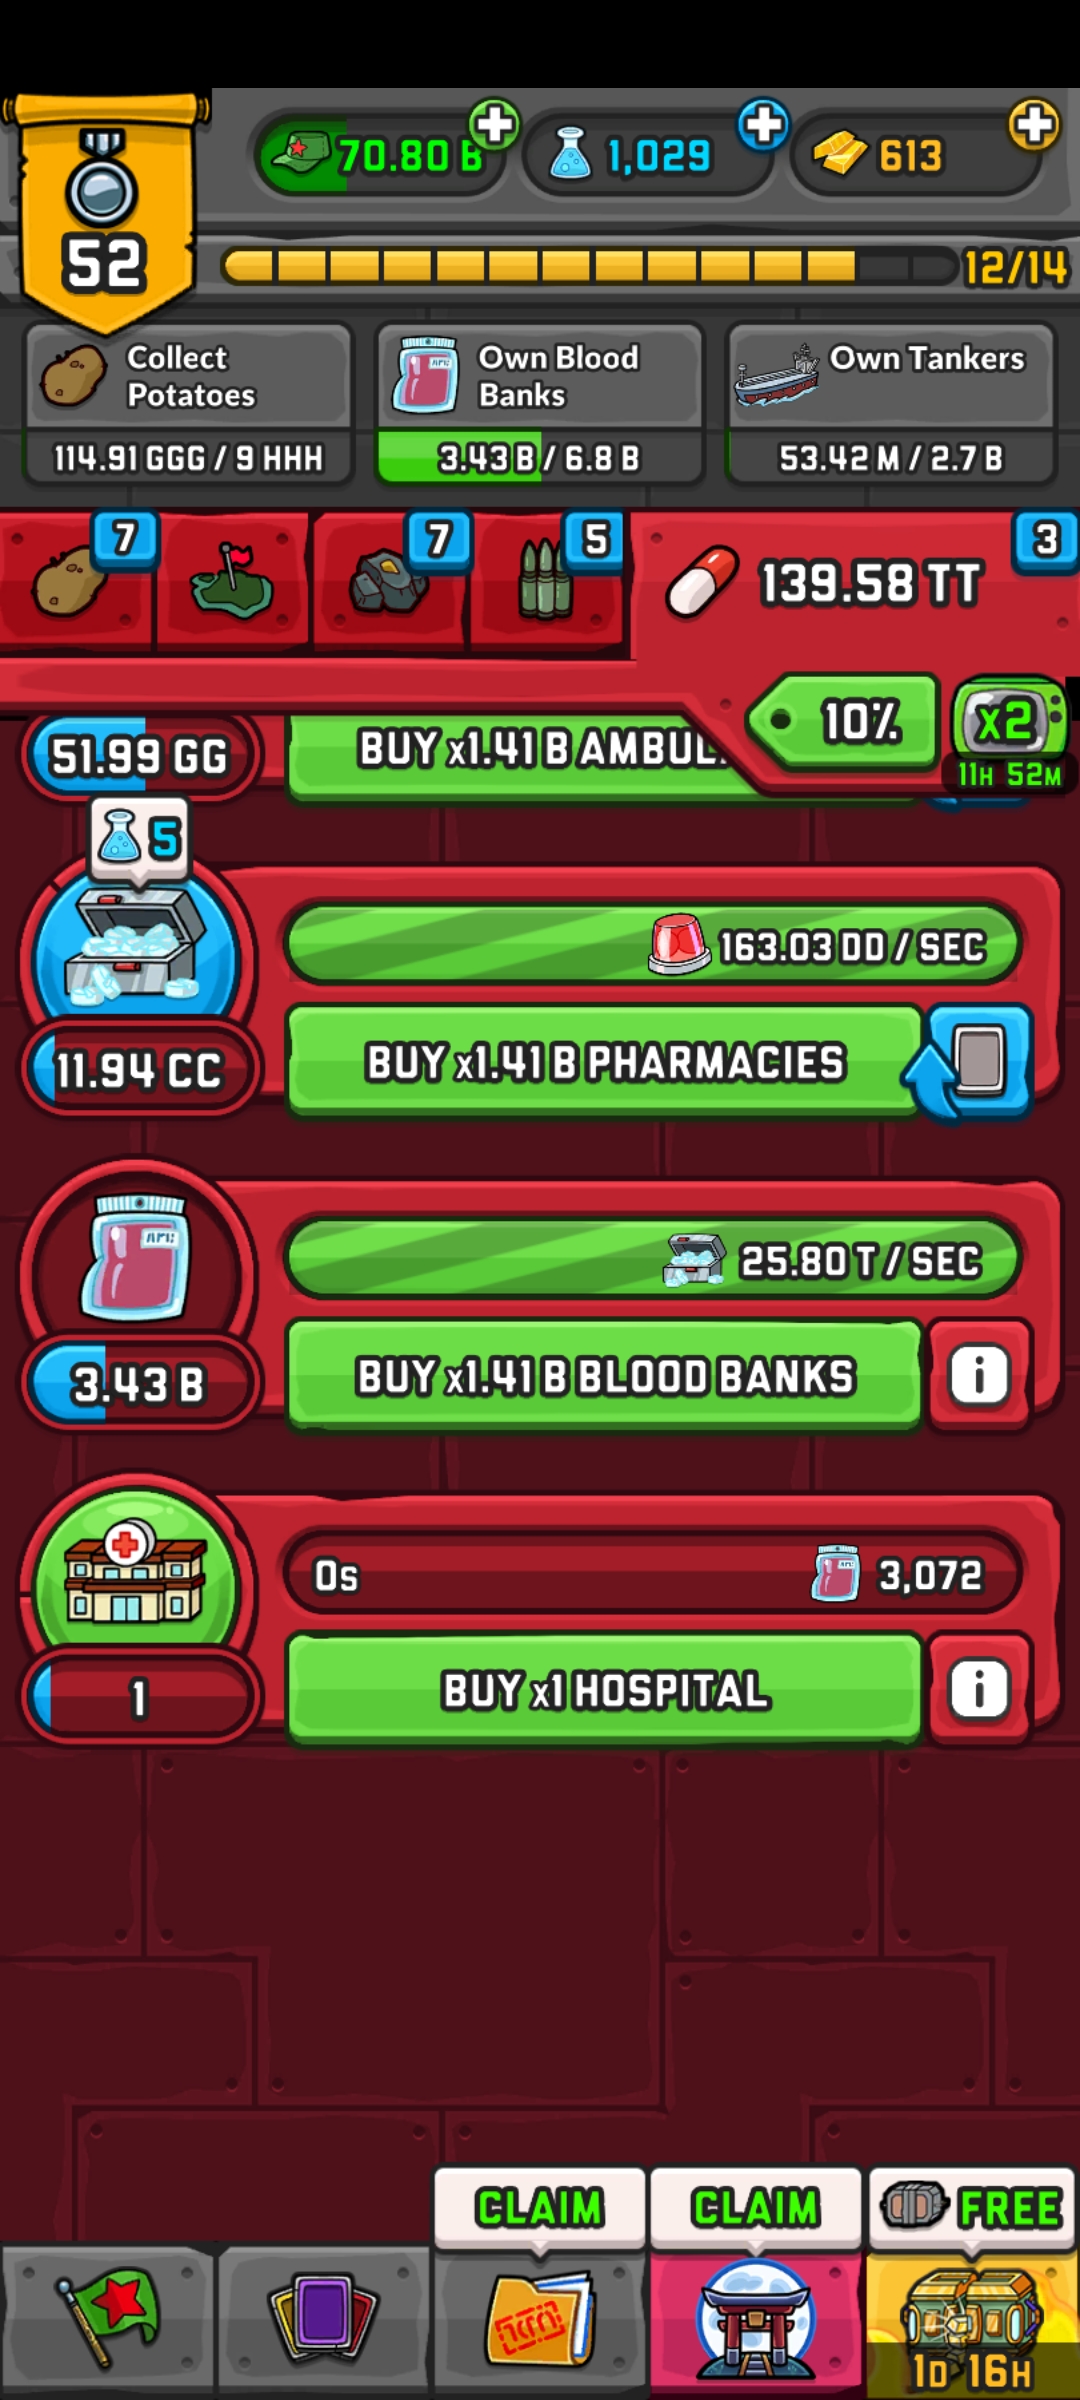 70.80 B
1,029
613
52
12/14
Collect
Potatoes
114.91 GGG / 9 HHH
Own Blood
Banks
3.43 B / 6.8 B
Own Tankers
53.42 M / 2.7 B
7
7
5
3
139.58 TT
10%
x2
11H 52M
51.99 GG
BUY x1.41 B AMBUL
5
163.03 DD / SEC
11.94 CC
BUY x1.41 B PHARMACIES
25.80 T / SEC
3.43 B
BUY x1.41 B BLOOD BANKS
i
0s
3,072
1
BUY x1 HOSPITAL
i
CLAIM
CLAIM
FREE
1D 16H